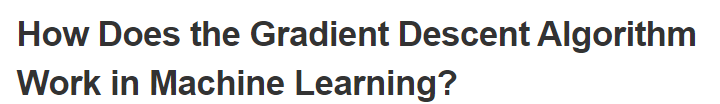 How Does the Gradient Descent Algorithm
Work in Machine Learning?